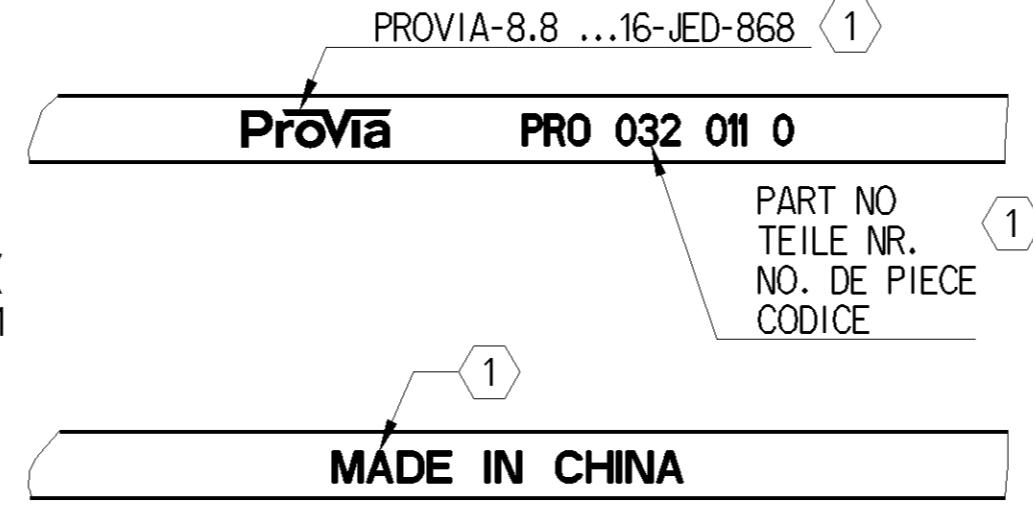 PROVIA-8.8 ...16-JED-868 1
ProVia PRO 032 011 0
PART NO
TEILE NR. 1
NO. DE PIECE
CODICE
1
MADE IN CHINA